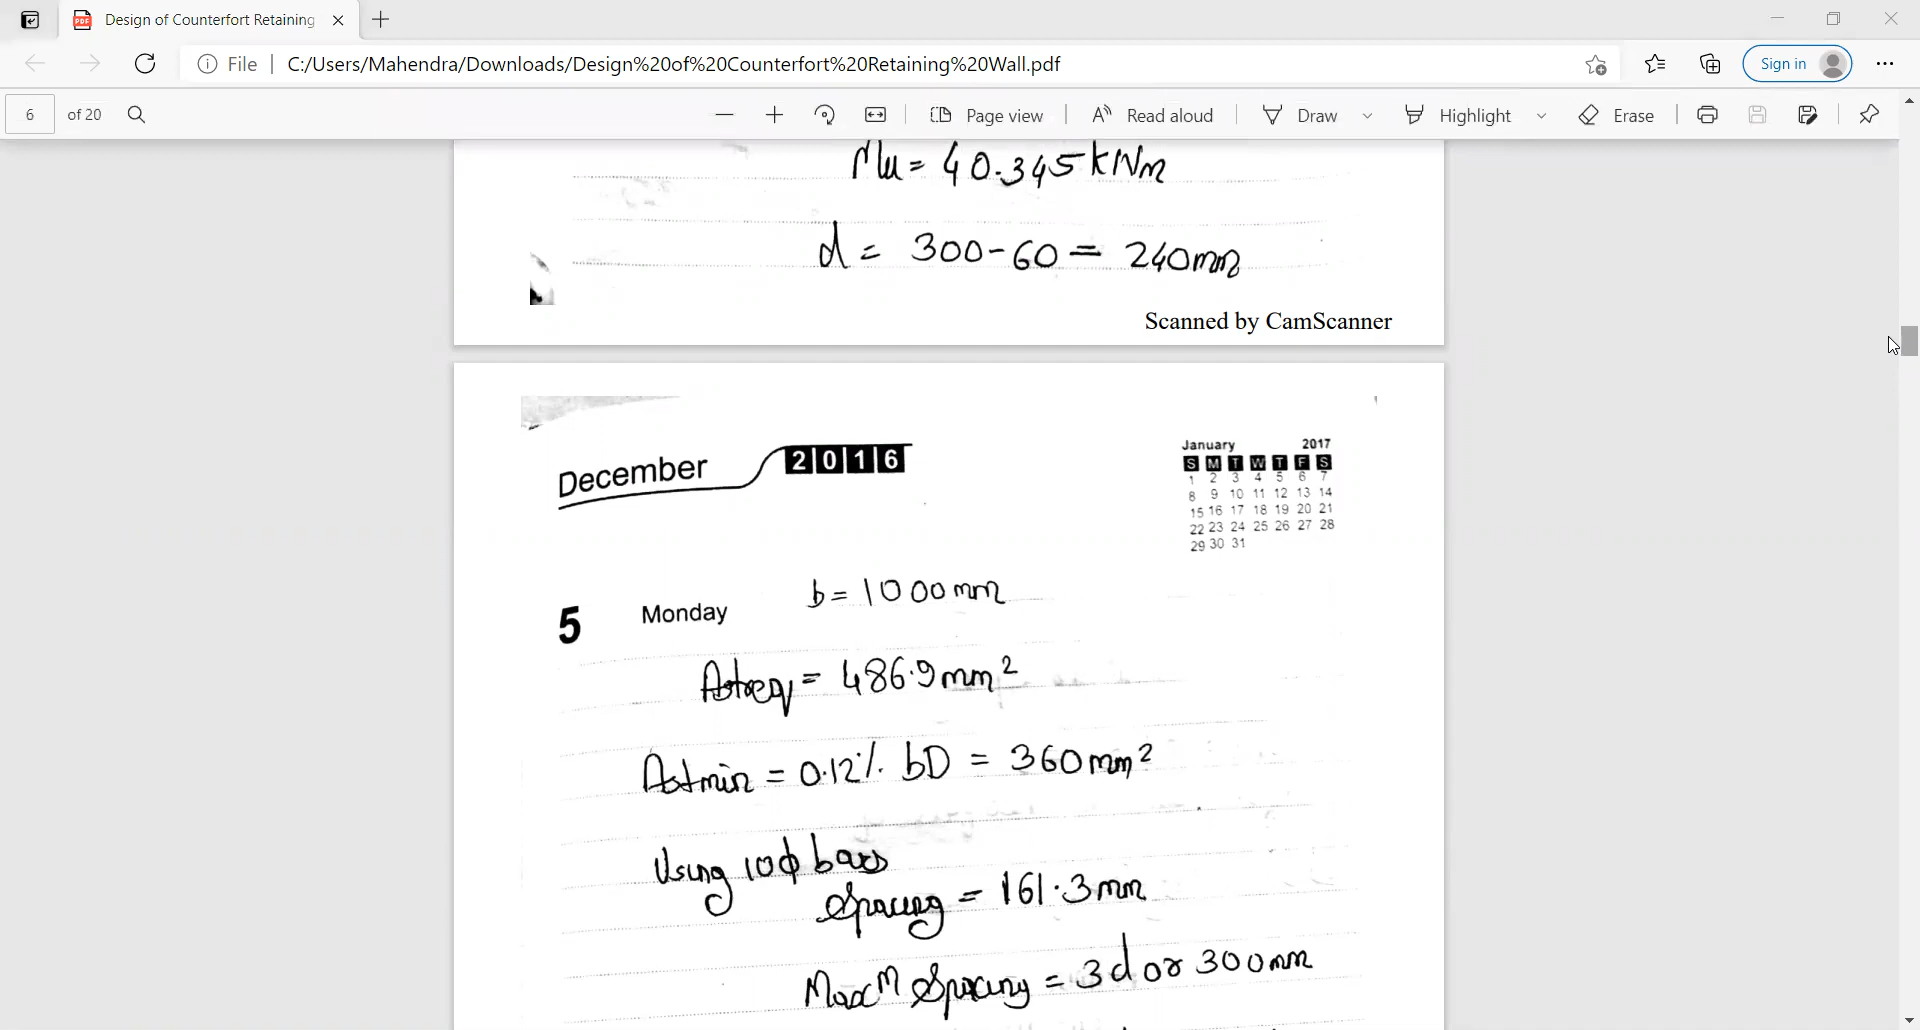 Design of Counterfort Retaining
File
C:/Users/Mahendra/Downloads/Design%20of%20Counterfort%20Retaining%20Wall.pdf
Sign in
6 of 20
Page view
Read aloud
Draw
Highlight
Erase
Mu = 40.345 kNm
d = 300-60 = 240mm
Scanned by CamScanner
December 2016
January 2017
S M T W T F S
1 2 3 4 5 6 7
8 9 10 11 12 13 14
15 16 17 18 19 20 21
22 23 24 25 26 27 28
29 30 31
b = 1000mm
5 Monday
Astreq = 486.9mm²
Astmin = 0.12% bD = 360mm²
Using 10ϕ bars
Spacing = 161.3mm
Maxm Spacing = 3d or 300mm